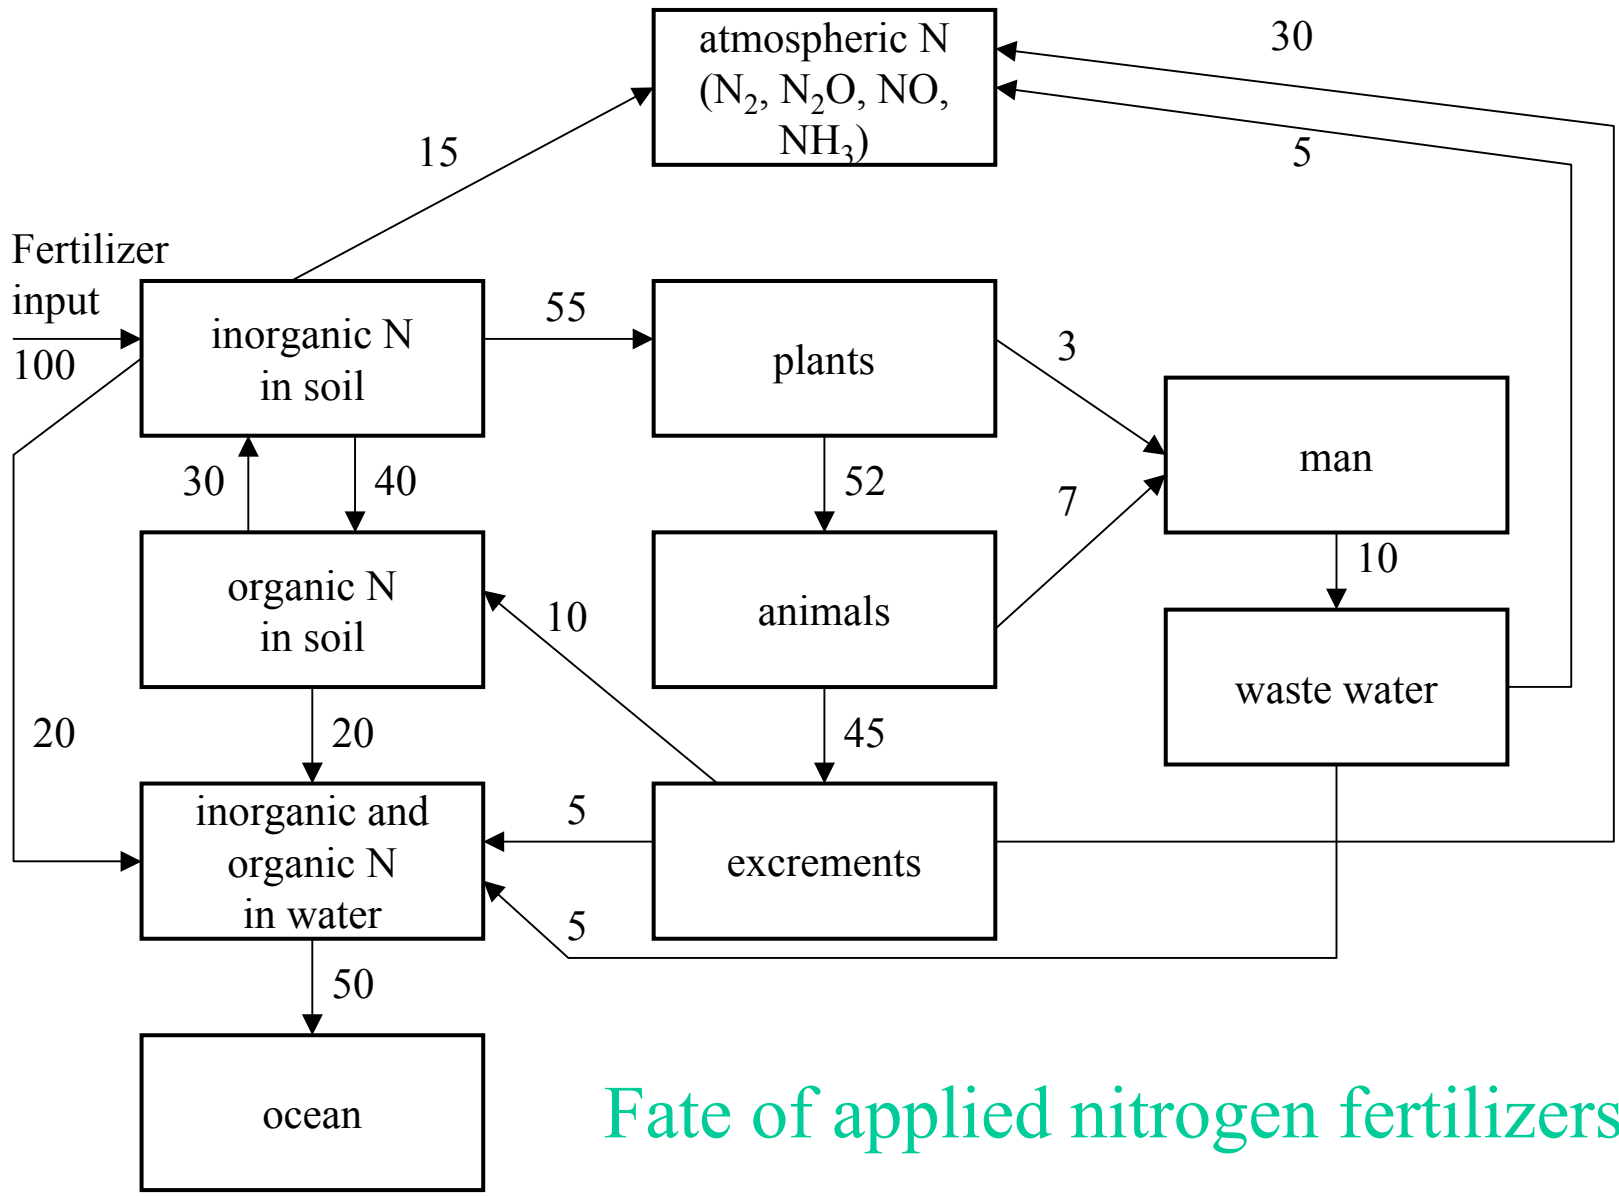 atmospheric N
(N₂, N₂O, NO,
NH₃)
30
5
15
Fertilizer
input
100
inorganic N
in soil
55
plants
3
man
30
40
52
7
10
organic N
in soil
10
animals
waste water
20
20
45
inorganic and
organic N
in water
5
excrements
5
50
ocean
Fate of applied nitrogen fertilizers